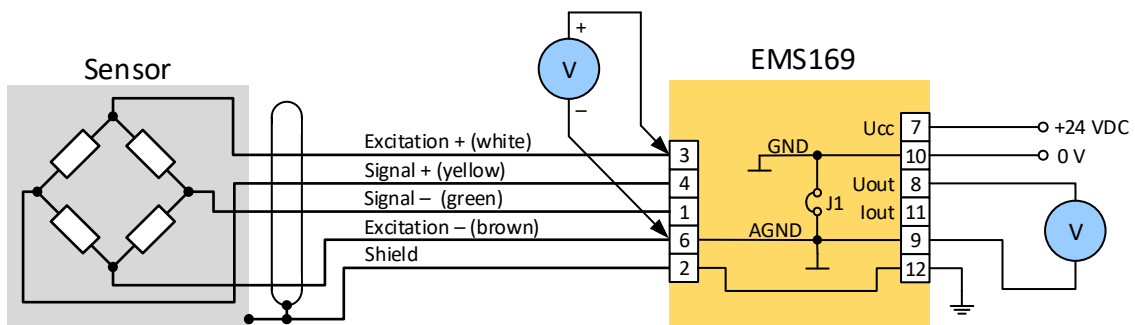 Sensor
EMS169
+
V
–
Excitation + (white)
Signal + (yellow)
Signal – (green)
Excitation – (brown)
Shield
3
4
1
6
2
GND
AGND
J1
Ucc
Uout
Iout
7
10
8
11
9
12
+24 VDC
0 V
V